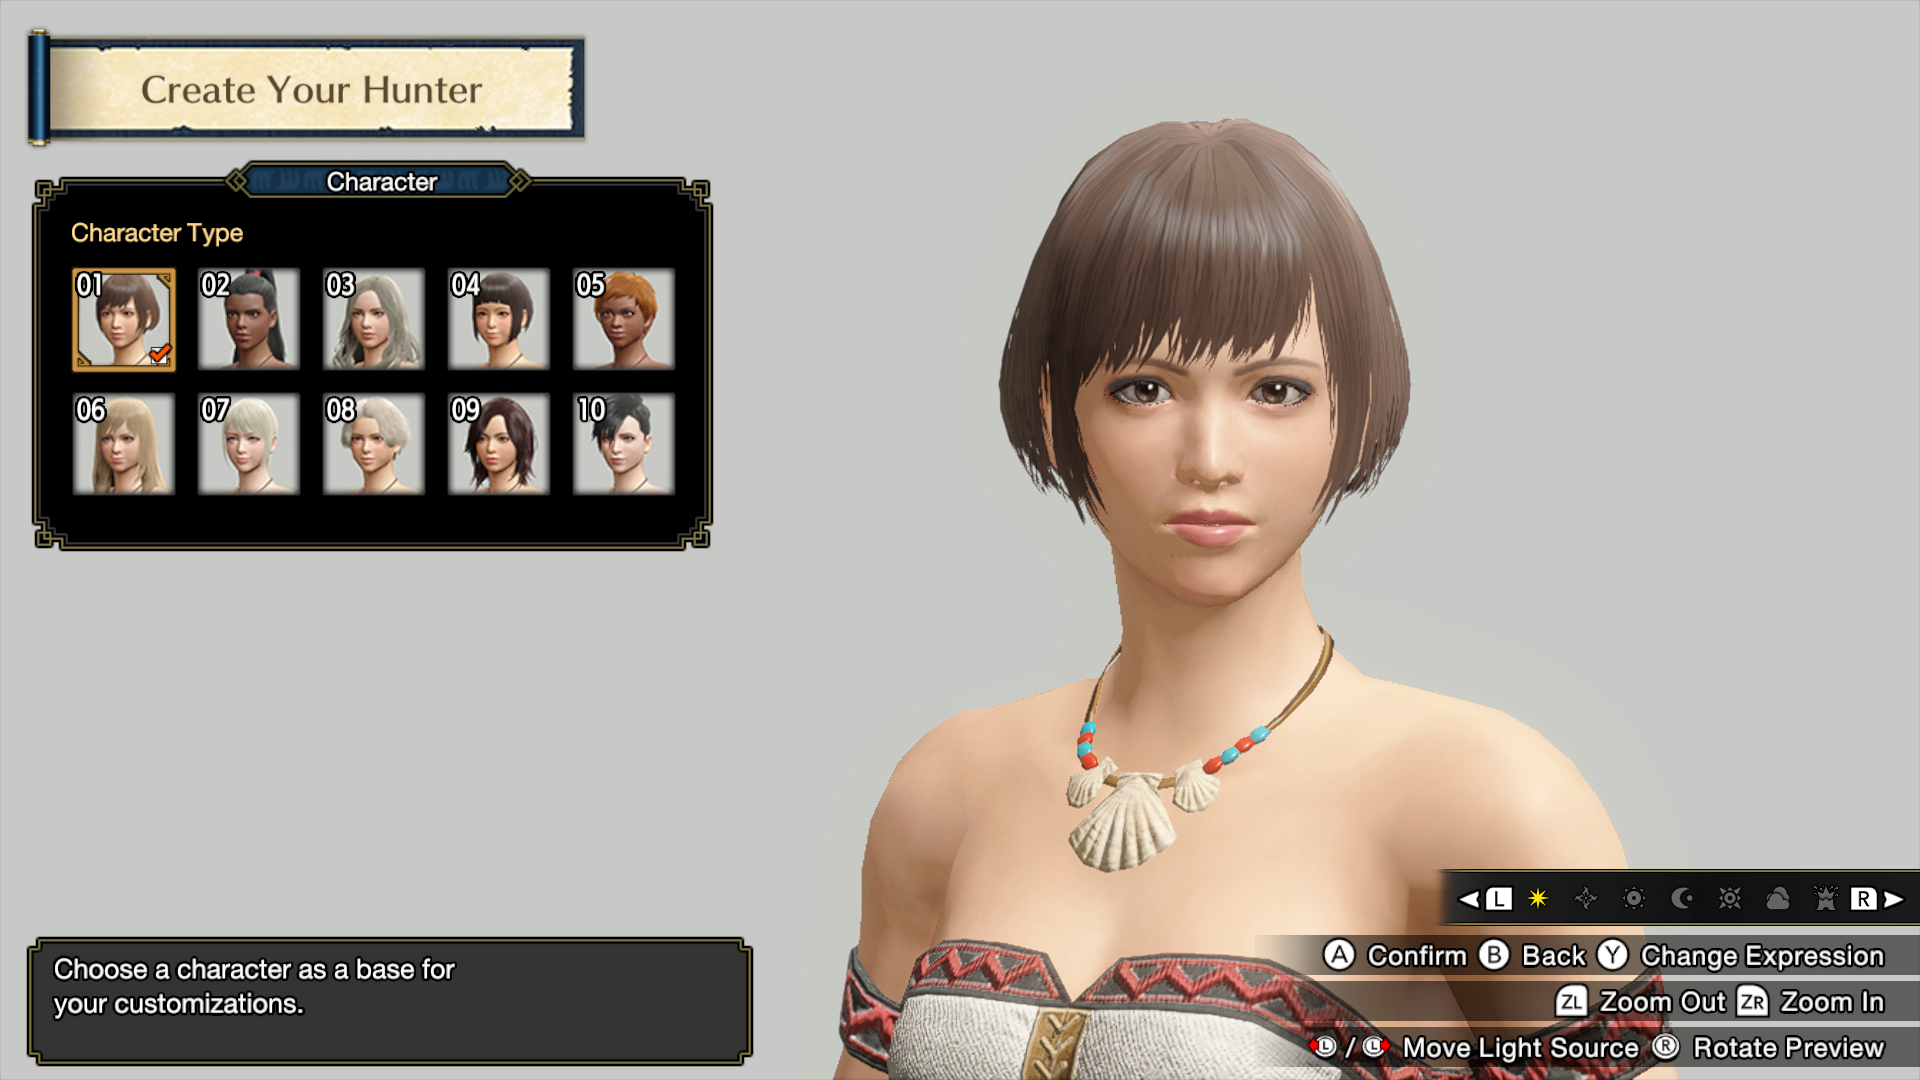 Create Your Hunter
Character
Character Type
01 02 03 04 05
06 07 08 09 10
Choose a character as a base for
your customizations.
L R
A Confirm B Back Y Change Expression
ZL Zoom Out ZR Zoom In
L / L Move Light Source R Rotate Preview